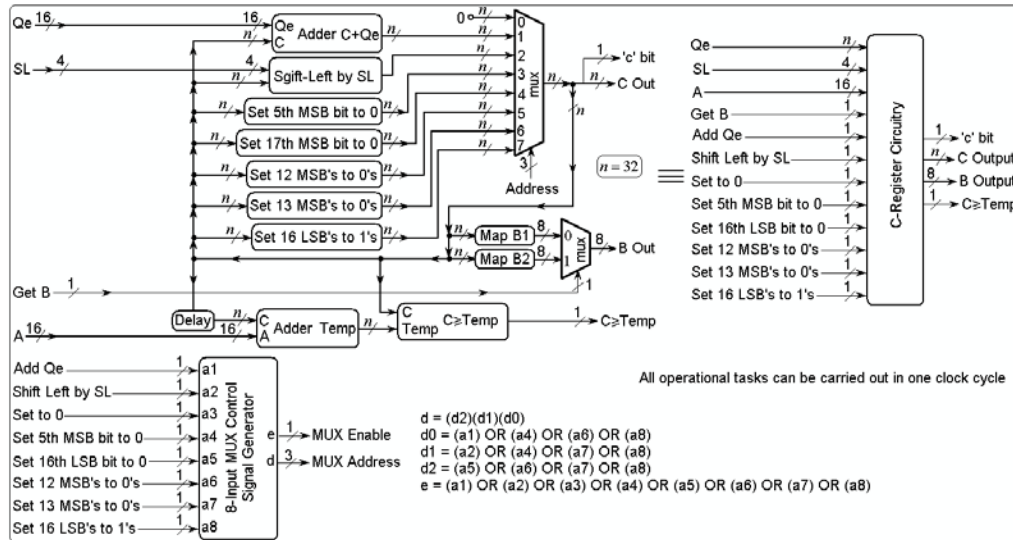 Qe 16 16 Qe Adder C+Qe n
n C
SL 4 4 Sgift-Left by SL n
n
n Set 5th MSB bit to 0 n
n Set 17th MSB bit to 0 n
n Set 12 MSB's to 0's n
n Set 13 MSB's to 0's n
n Set 16 LSB's to 1's n
0 n 0
1
2
3
4
5
6
7
mux
3
Address
n n
1 'c' bit
n C Out
n
n = 32
n Map B1 8 0
n Map B2 8 1
mux
8 B Out
1
Get B 1
Delay n C Adder Temp n
A 16 16 A
C C≥Temp 1 C≥Temp
Temp
Qe n
SL 4
A 16
Get B 1
Add Qe 1
Shift Left by SL 1
Set to 0 1
Set 5th MSB bit to 0 1
Set 16th LSB bit to 0 1
Set 12 MSB's to 0's 1
Set 13 MSB's to 0's 1
Set 16 LSB's to 1's 1
C-Register Circuitry
1 'c' bit
n C Output
8 B Output
1 C≥Temp
All operational tasks can be carried out in one clock cycle
Add Qe 1 a1
Shift Left by SL 1 a2
Set to 0 1 a3
Set 5th MSB bit to 0 1 a4
Set 16th LSB bit to 0 1 a5
Set 12 MSB's to 0's 1 a6
Set 13 MSB's to 0's 1 a7
Set 16 LSB's to 1's 1 a8
8-Input MUX Control
Signal Generator
e 1 MUX Enable
d 3 MUX Address
d = (d2)(d1)(d0)
d0 = (a1) OR (a4) OR (a6) OR (a8)
d1 = (a2) OR (a4) OR (a7) OR (a8)
d2 = (a5) OR (a6) OR (a7) OR (a8)
e = (a1) OR (a2) OR (a3) OR (a4) OR (a5) OR (a6) OR (a7) OR (a8)